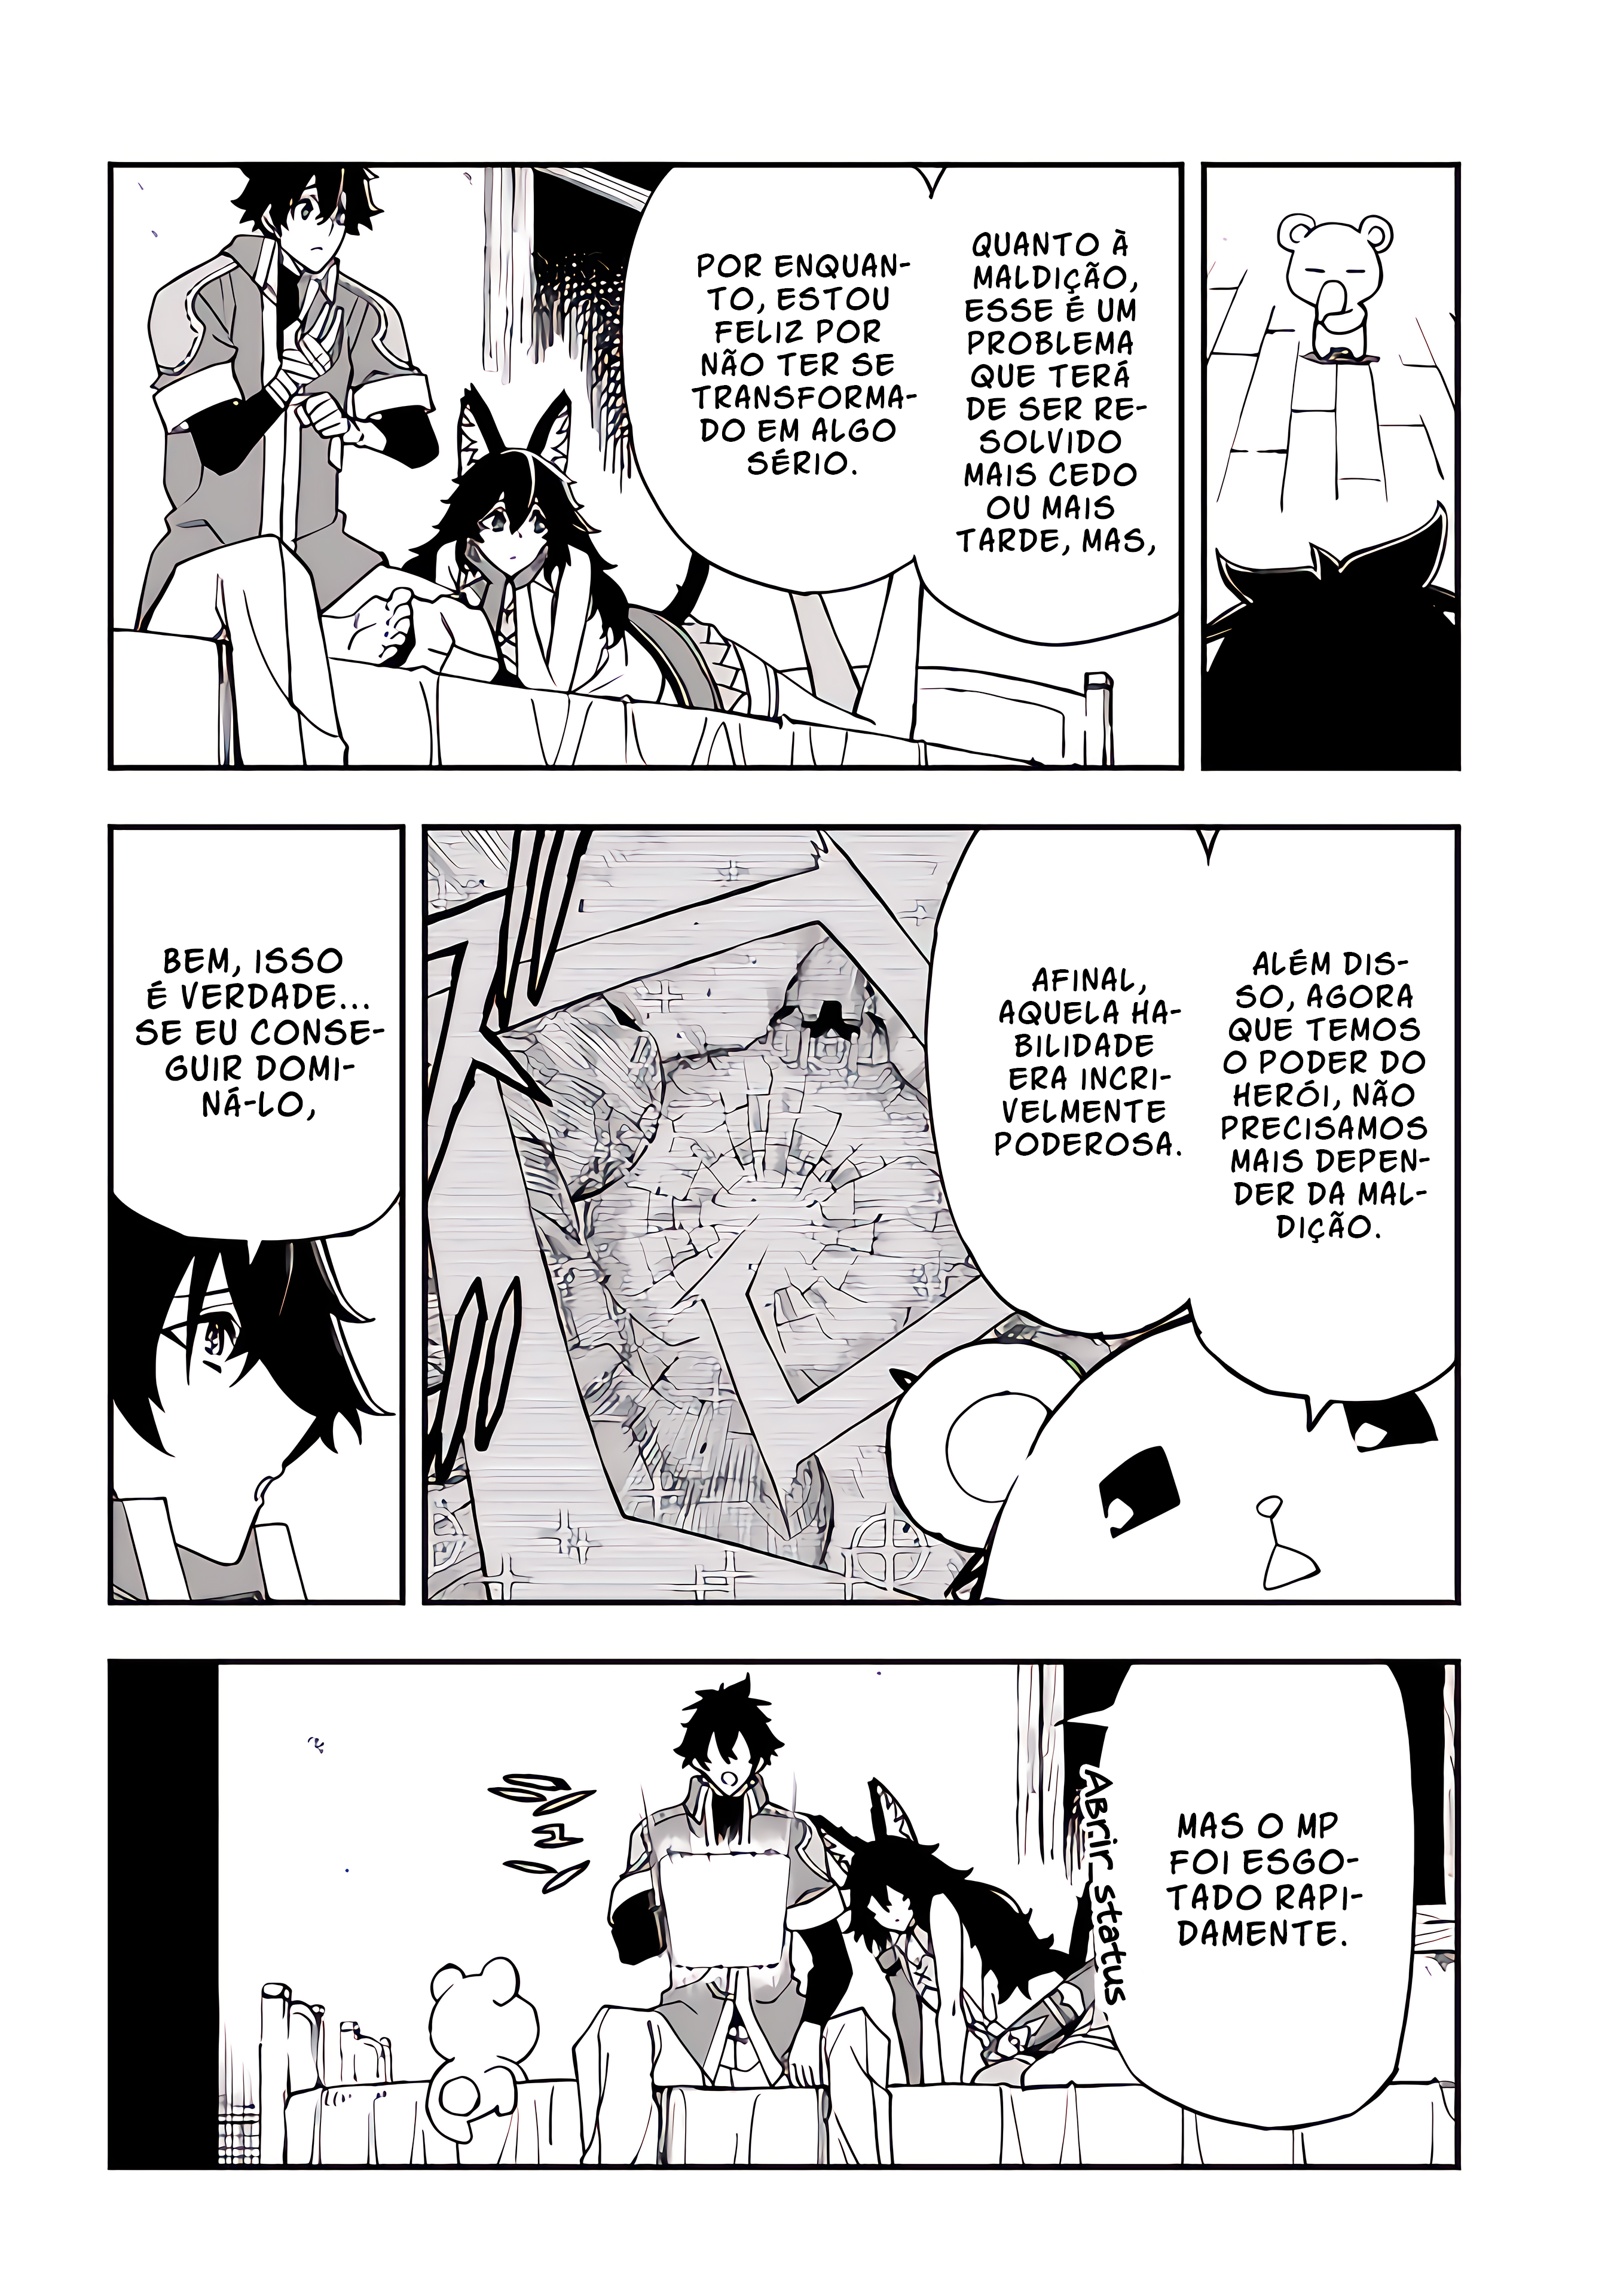 QUANTO À
MALDIÇÃO,
ESSE É UM
PROBLEMA
QUE TERÁ
DE SER RE-
SOLVIDO
MAIS CEDO
OU MAIS
TARDE, MAS,
POR ENQUAN-
TO, ESTOU
FELIZ POR
NÃO TER SE
TRANSFORMA-
DO EM ALGO
SÉRIO.
ALÉM DIS-
SO, AGORA
QUE TEMOS
O PODER DO
HERÓI, NÃO
PRECISAMOS
MAIS DEPEN-
DER DA MAL-
DIÇÃO.
AFINAL,
AQUELA HA-
BILIDADE
ERA INCRI-
VELMENTE
PODEROSA.
BEM, ISSO
É VERDADE...
SE EU CONSE-
GUIR DOMI-
NÁ-LO,
MAS O MP
FOI ESGO-
TADO RAPI-
DAMENTE.
Abrir_status